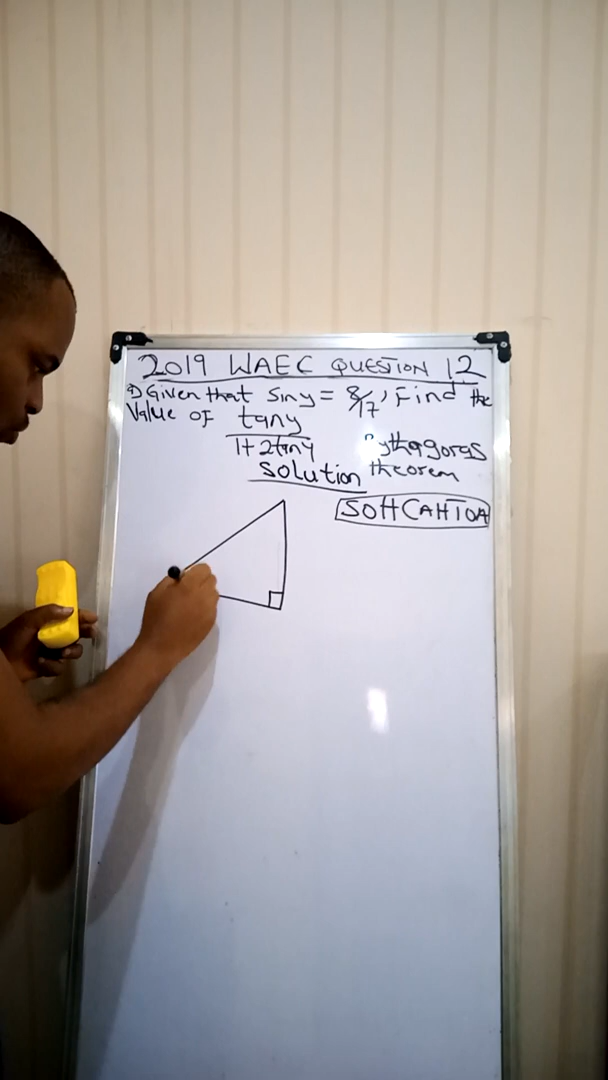 2019 WAEC QUESTION 12
a) Given that siny = 8/17, Find the
Value of tany
1+2tany
Pythagoras
theorem
solution
SOHCAHTOA